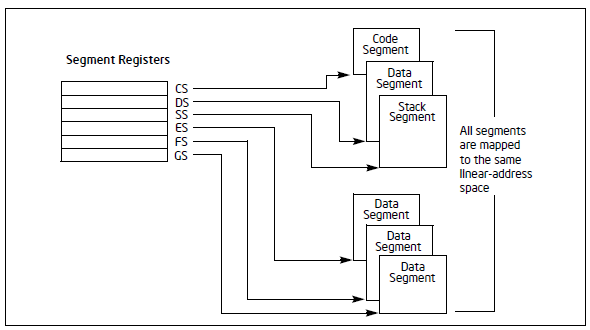 Segment Registers
CS
DS
SS
ES
FS
GS
Code
Segment
Data
Segment
Stack
Segment
Data
Segment
Data
Segment
Data
Segment
All segments
are mapped
to the same
linear-address
space